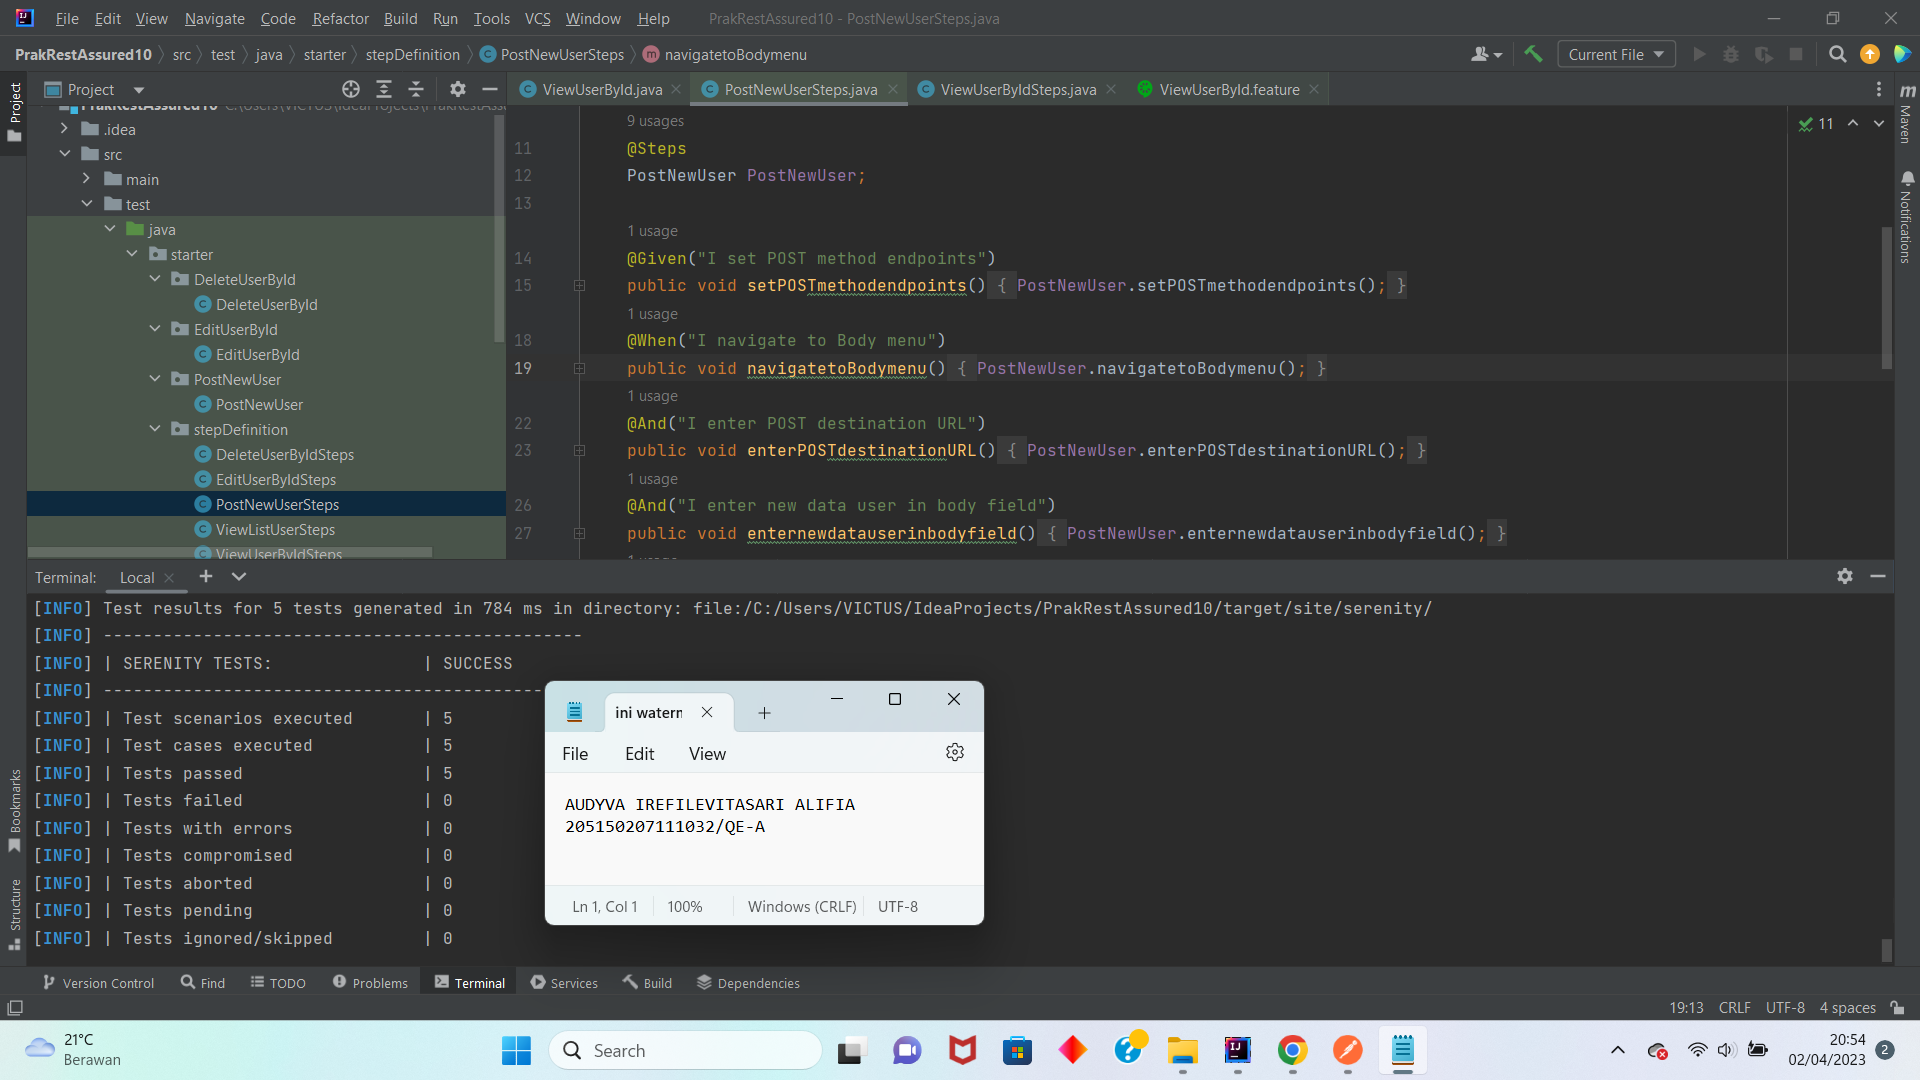 File Edit View Navigate Code Refactor Build Run Tools VCS Window Help PrakRestAssured10 - PostNewUserSteps.java
PrakRestAssured10 src test java starter stepDefinition PostNewUserSteps navigatetoBodymenu Current File
Project
ViewUserById.java PostNewUserSteps.java ViewUserByIdSteps.java ViewUserById.feature
Project
.idea
src
main
test
java
starter
DeleteUserById
DeleteUserById
EditUserById
EditUserById
PostNewUser
PostNewUser
stepDefinition
DeleteUserByIdSteps
EditUserByIdSteps
PostNewUserSteps
ViewListUserSteps
ViewUserByIdSteps
9 usages
11 @Steps
12 PostNewUser PostNewUser;
13
1 usage
14 @Given("I set POST method endpoints")
15 public void setPOSTmethodendpoints() { PostNewUser.setPOSTmethodendpoints(); }
1 usage
18 @When("I navigate to Body menu")
19 public void navigatetoBodymenu() { PostNewUser.navigatetoBodymenu(); }
1 usage
22 @And("I enter POST destination URL")
23 public void enterPOSTdestinationURL() { PostNewUser.enterPOSTdestinationURL(); }
1 usage
26 @And("I enter new data user in body field")
27 public void enternewdatauserinbodyfield() { PostNewUser.enternewdatauserinbodyfield(); }
11
Maven
Notifications
Bookmarks
Structure
Terminal: Local
[INFO] Test results for 5 tests generated in 784 ms in directory: file:/C:/Users/VICTUS/IdeaProjects/PrakRestAssured10/target/site/serenity/
[INFO] ------------------------------------------------
[INFO] | SERENITY TESTS: | SUCCESS
[INFO] --------------------------------------------
[INFO] | Test scenarios executed | 5
[INFO] | Test cases executed | 5
[INFO] | Tests passed | 5
[INFO] | Tests failed | 0
[INFO] | Tests with errors | 0
[INFO] | Tests compromised | 0
[INFO] | Tests aborted | 0
[INFO] | Tests pending | 0
[INFO] | Tests ignored/skipped | 0
ini waterm
File Edit View
AUDYVA IREFILEVITASARI ALIFIA
205150207111032/QE-A
Ln 1, Col 1 100% Windows (CRLF) UTF-8
Version Control Find TODO Problems Terminal Services Build Dependencies
19:13 CRLF UTF-8 4 spaces
21°C
Berawan
Search
20:54
02/04/2023
2